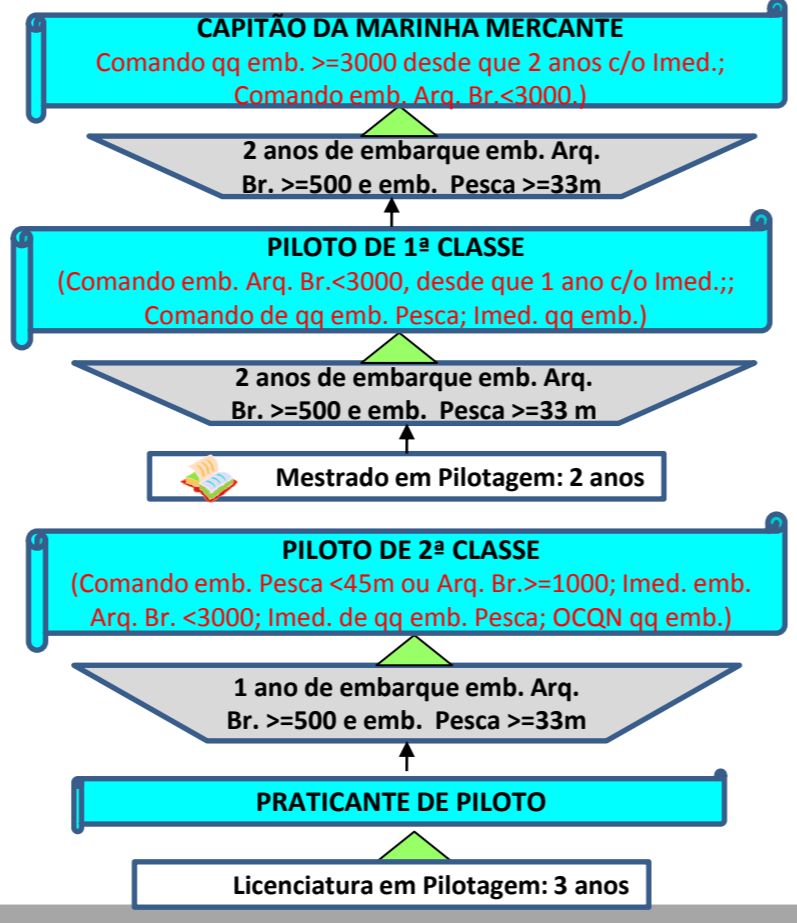 CAPITÃO DA MARINHA MERCANTE
Comando qq emb. >=3000 desde que 2 anos c/o Imed.;
Comando emb. Arq. Br.<3000.)
2 anos de embarque emb. Arq.
Br. >=500 e emb. Pesca >=33m
PILOTO DE 1ª CLASSE
(Comando emb. Arq. Br.<3000, desde que 1 ano c/o Imed.;;
Comando de qq emb. Pesca; Imed. qq emb.)
2 anos de embarque emb. Arq.
Br. >=500 e emb. Pesca >=33 m
Mestrado em Pilotagem: 2 anos
PILOTO DE 2ª CLASSE
(Comando emb. Pesca <45m ou Arq. Br.>=1000; Imed. emb.
Arq. Br. <3000; Imed. de qq emb. Pesca; OCQN qq emb.)
1 ano de embarque emb. Arq.
Br. >=500 e emb. Pesca >=33m
PRATICANTE DE PILOTO
Licenciatura em Pilotagem: 3 anos